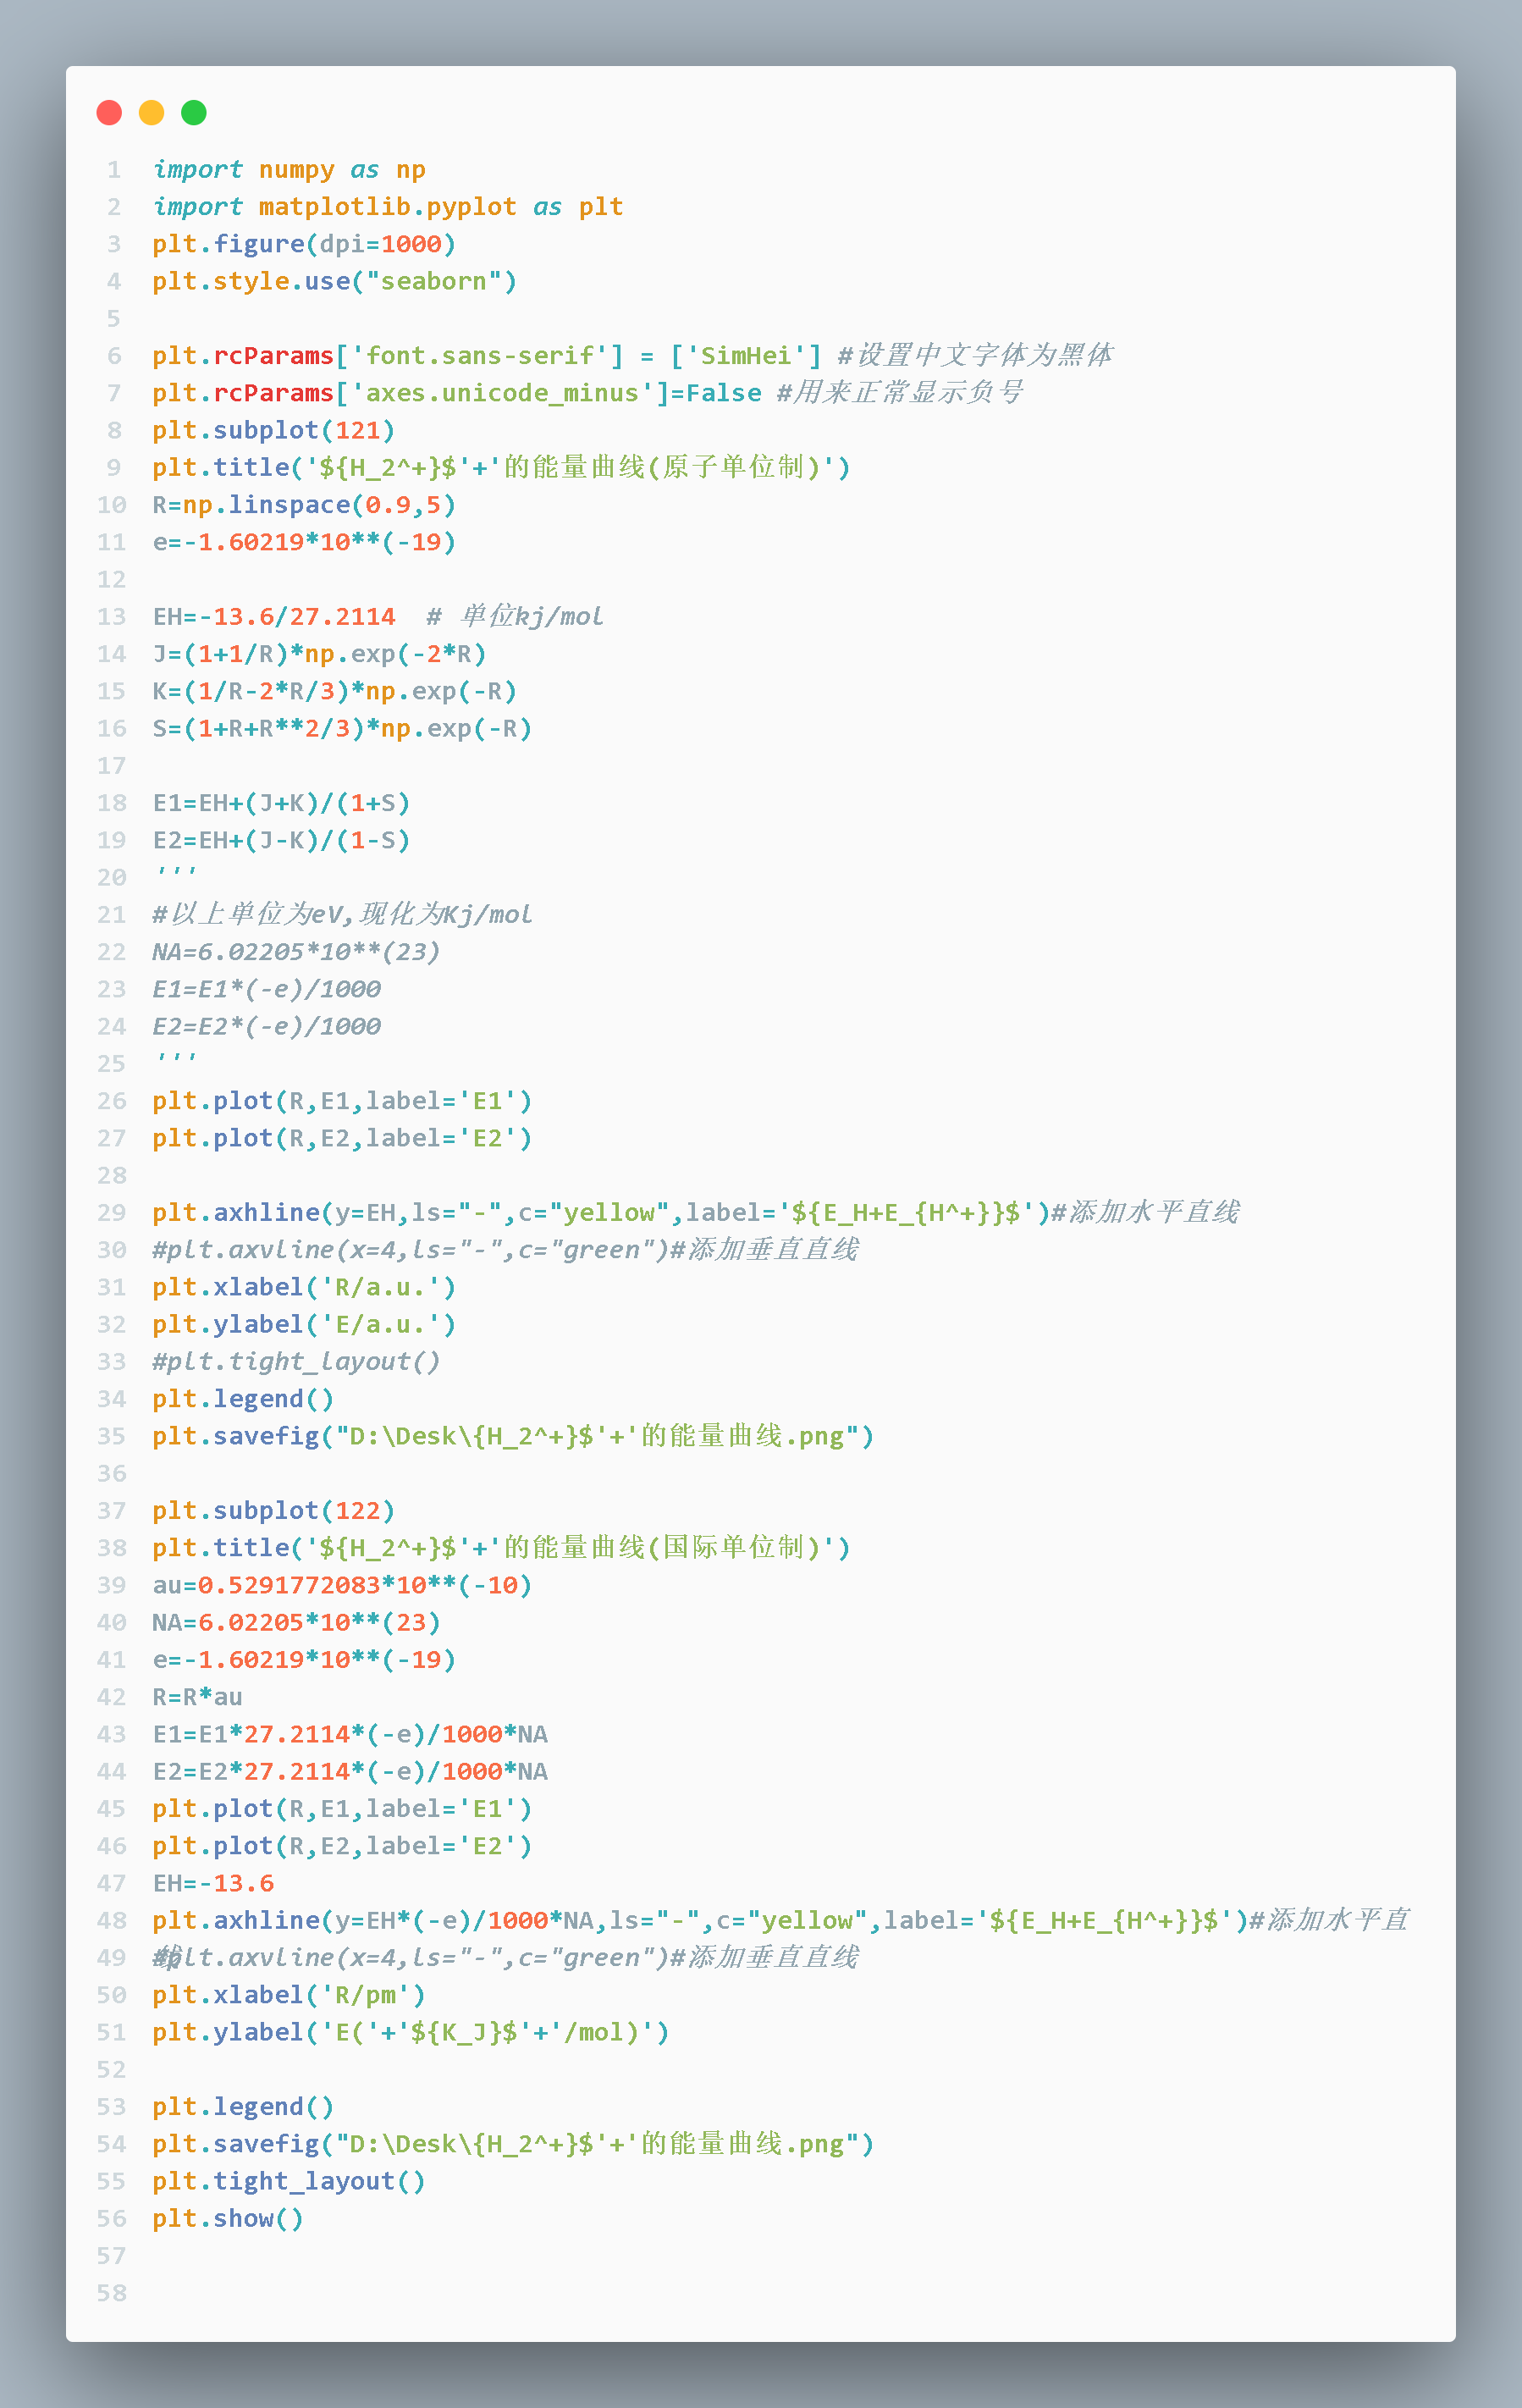 1 import numpy as np
2 import matplotlib.pyplot as plt
3 plt.figure(dpi=1000)
4 plt.style.use("seaborn")
5
6 plt.rcParams['font.sans-serif'] = ['SimHei'] #设置中文字体为黑体
7 plt.rcParams['axes.unicode_minus']=False #用来正常显示负号
8 plt.subplot(121)
9 plt.title('${H_2^+}$'+'的能量曲线(原子单位制)')
10 R=np.linspace(0.9,5)
11 e=-1.60219*10**(-19)
12
13 EH=-13.6/27.2114  # 单位kj/mol
14 J=(1+1/R)*np.exp(-2*R)
15 K=(1/R-2*R/3)*np.exp(-R)
16 S=(1+R+R**2/3)*np.exp(-R)
17
18 E1=EH+(J+K)/(1+S)
19 E2=EH+(J-K)/(1-S)
20 '''
21 #以上单位为eV,现化为Kj/mol
22 NA=6.02205*10**(23)
23 E1=E1*(-e)/1000
24 E2=E2*(-e)/1000
25 '''
26 plt.plot(R,E1,label='E1')
27 plt.plot(R,E2,label='E2')
28
29 plt.axhline(y=EH,ls="-",c="yellow",label='${E_H+E_{H^+}}$')#添加水平直线
30 #plt.axvline(x=4,ls="-",c="green")#添加垂直直线
31 plt.xlabel('R/a.u.')
32 plt.ylabel('E/a.u.')
33 #plt.tight_layout()
34 plt.legend()
35 plt.savefig("D:\Desk\{H_2^+}$'+'的能量曲线.png")
36
37 plt.subplot(122)
38 plt.title('${H_2^+}$'+'的能量曲线(国际单位制)')
39 au=0.5291772083*10**(-10)
40 NA=6.02205*10**(23)
41 e=-1.60219*10**(-19)
42 R=R*au
43 E1=E1*27.2114*(-e)/1000*NA
44 E2=E2*27.2114*(-e)/1000*NA
45 plt.plot(R,E1,label='E1')
46 plt.plot(R,E2,label='E2')
47 EH=-13.6
48 plt.axhline(y=EH*(-e)/1000*NA,ls="-",c="yellow",label='${E_H+E_{H^+}}$')#添加水平直
线
49 #plt.axvline(x=4,ls="-",c="green")#添加垂直直线
50 plt.xlabel('R/pm')
51 plt.ylabel('E('+'${K_J}$'+'/mol)')
52
53 plt.legend()
54 plt.savefig("D:\Desk\{H_2^+}$'+'的能量曲线.png")
55 plt.tight_layout()
56 plt.show()
57
58